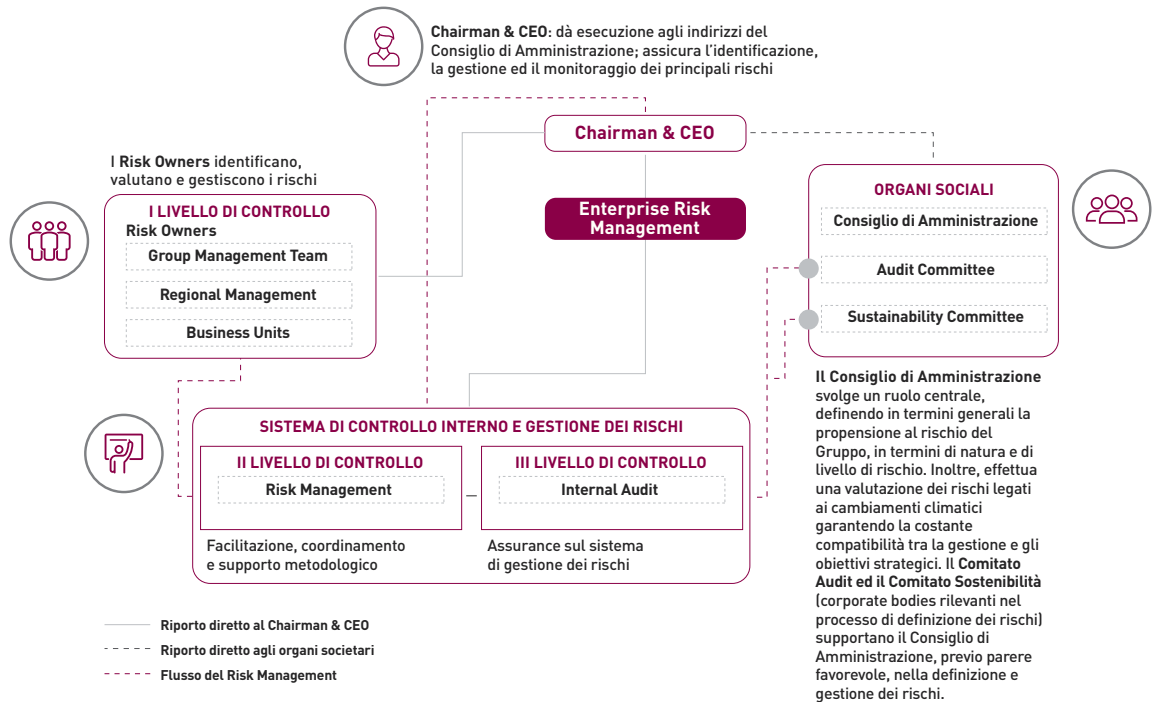 Chairman & CEO: dà esecuzione agli indirizzi del
Consiglio di Amministrazione; assicura l’identificazione,
la gestione ed il monitoraggio dei principali rischi
Chairman & CEO
Enterprise Risk
Management
I Risk Owners identificano,
valutano e gestiscono i rischi
I LIVELLO DI CONTROLLO
Risk Owners
Group Management Team
Regional Management
Business Units
ORGANI SOCIALI
Consiglio di Amministrazione
Audit Committee
Sustainability Committee
Il Consiglio di Amministrazione
svolge un ruolo centrale,
definendo in termini generali la
propensione al rischio del
Gruppo, in termini di natura e di
livello di rischio. Inoltre, effettua
una valutazione dei rischi legati
ai cambiamenti climatici
garantendo la costante
compatibilità tra la gestione e gli
obiettivi strategici. Il Comitato
Audit ed il Comitato Sostenibilità
(corporate bodies rilevanti nel
processo di definizione dei rischi)
supportano il Consiglio di
Amministrazione, previo parere
favorevole, nella definizione e
gestione dei rischi.
SISTEMA DI CONTROLLO INTERNO E GESTIONE DEI RISCHI
II LIVELLO DI CONTROLLO
Risk Management
Facilitazione, coordinamento
e supporto metodologico
III LIVELLO DI CONTROLLO
Internal Audit
Assurance sul sistema
di gestione dei rischi
Riporto diretto al Chairman & CEO
Riporto diretto agli organi societari
Flusso del Risk Management